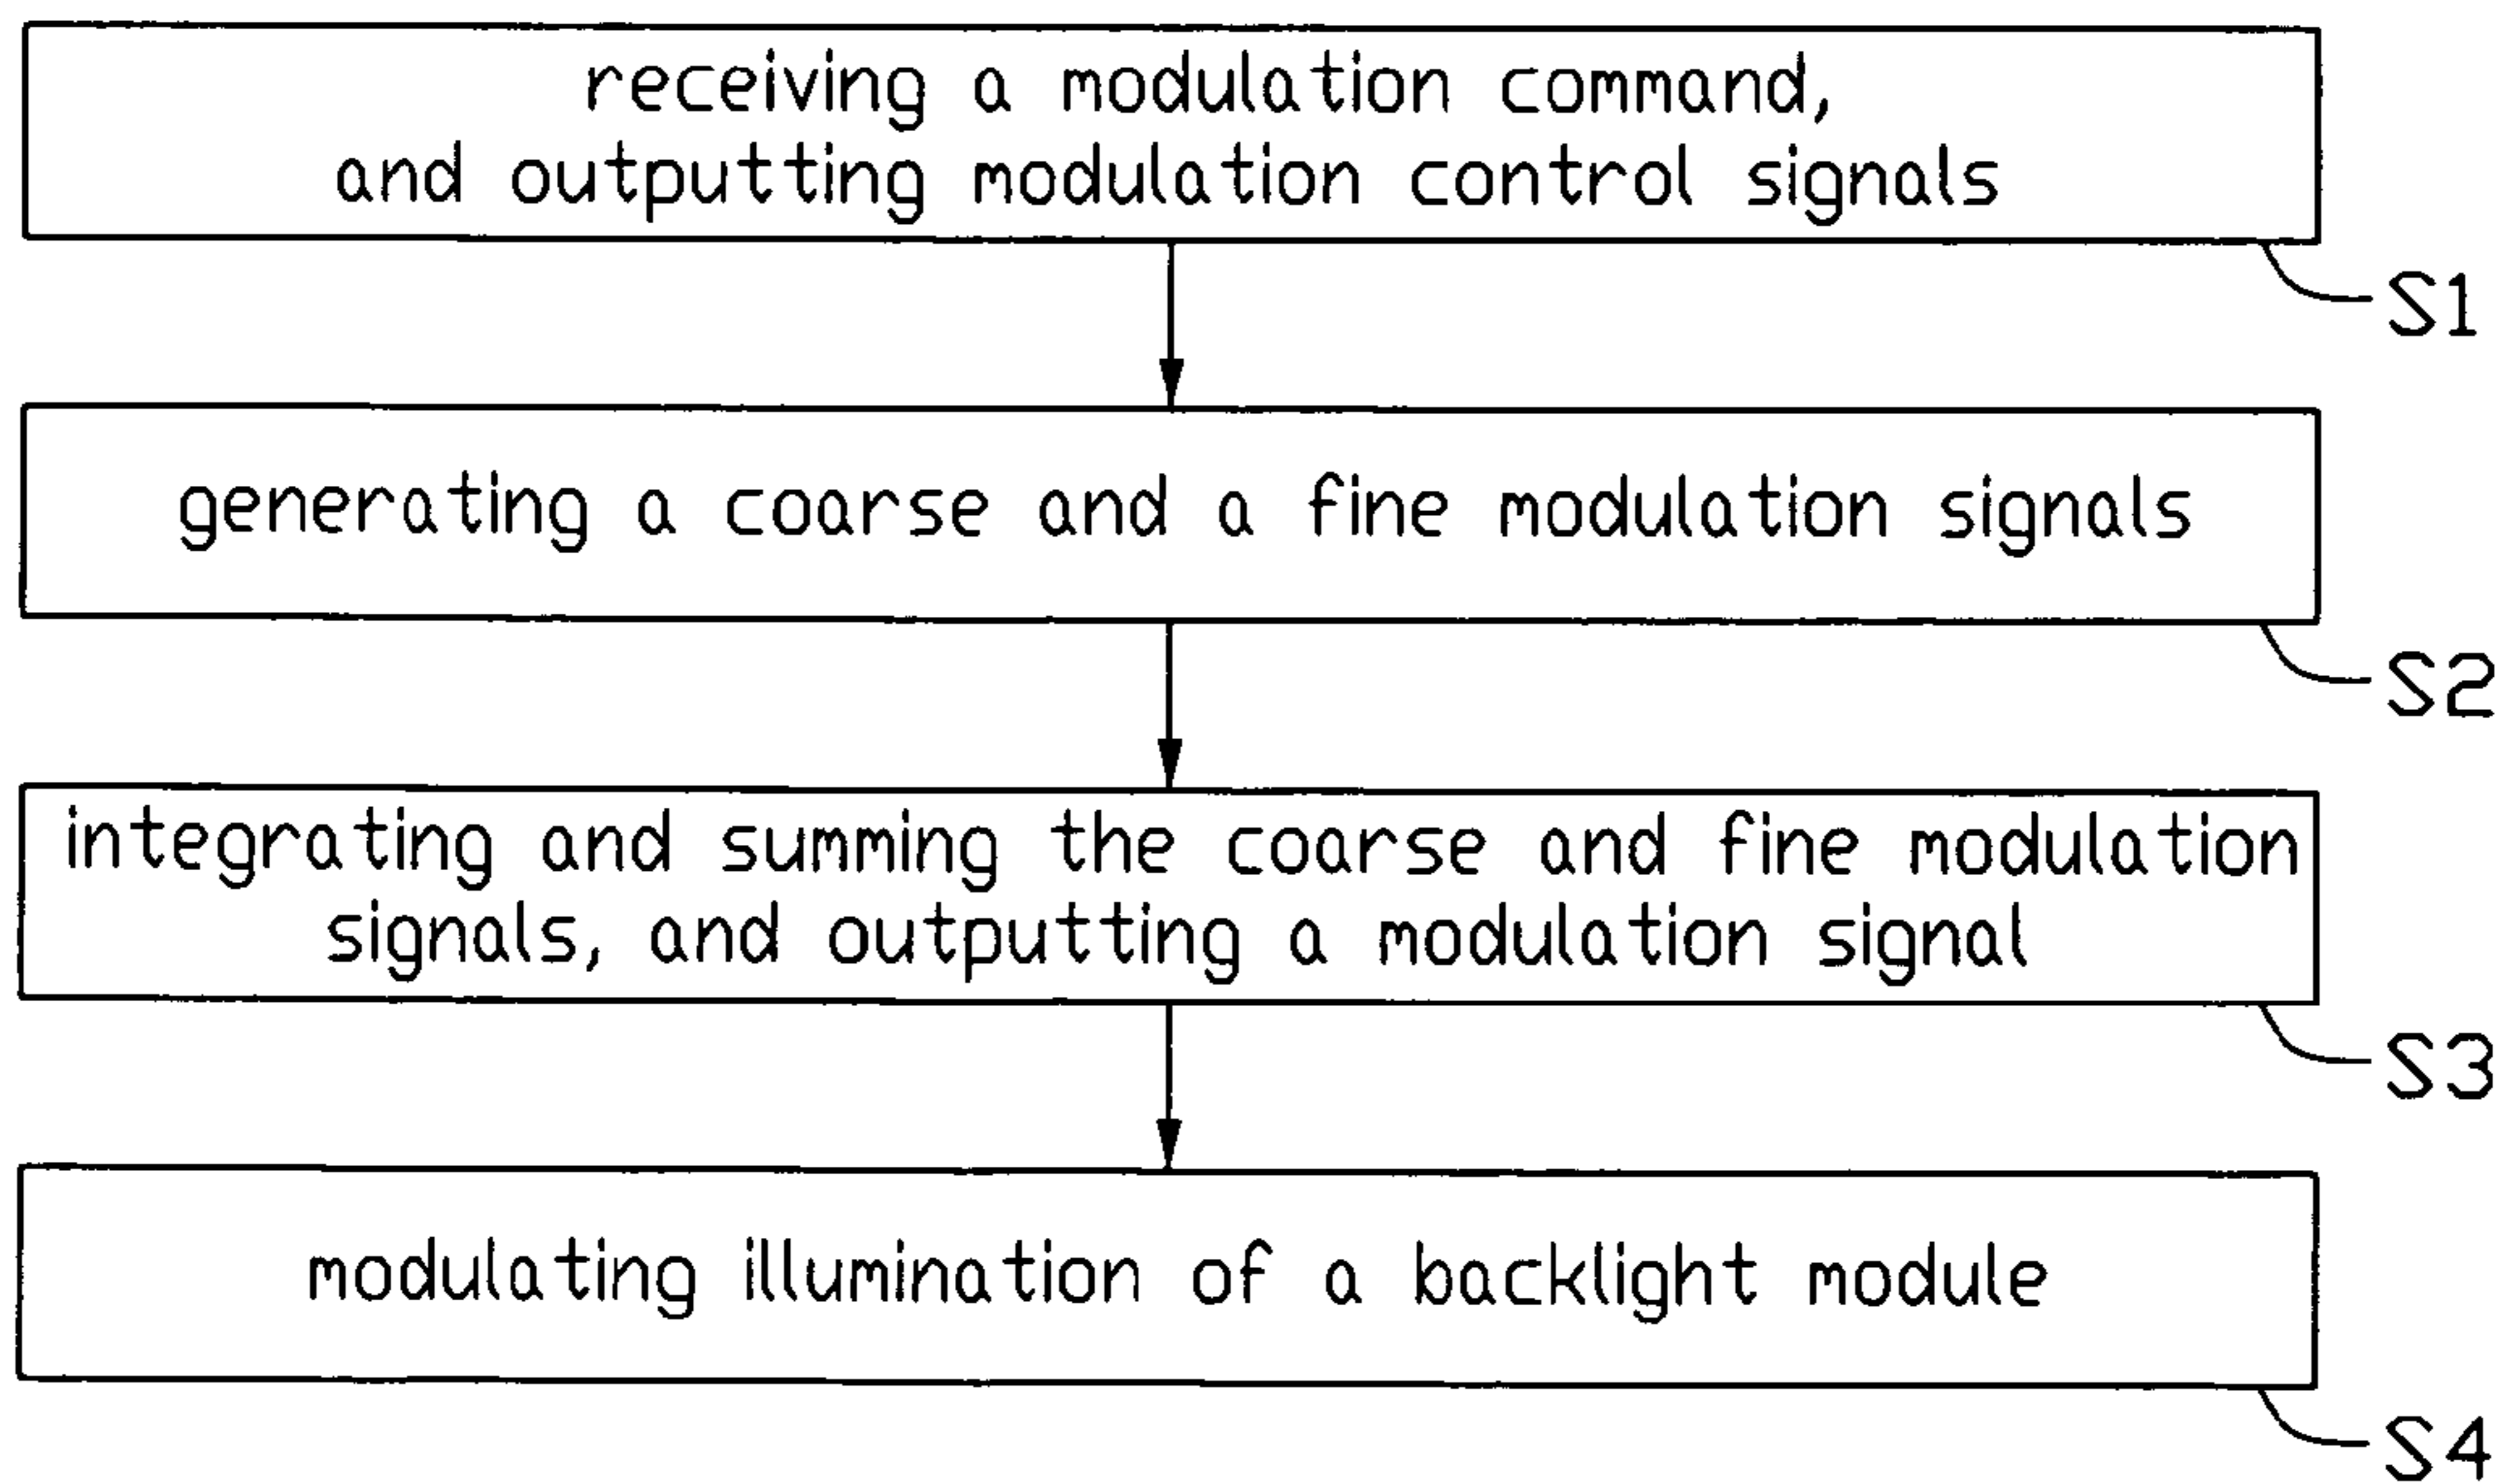 receiving a modulation command,
and outputting modulation control signals
S1
generating a coarse and a fine modulation signals
S2
integrating and summing the coarse and fine modulation
signals, and outputting a modulation signal
S3
modulating illumination of a backlight module
S4